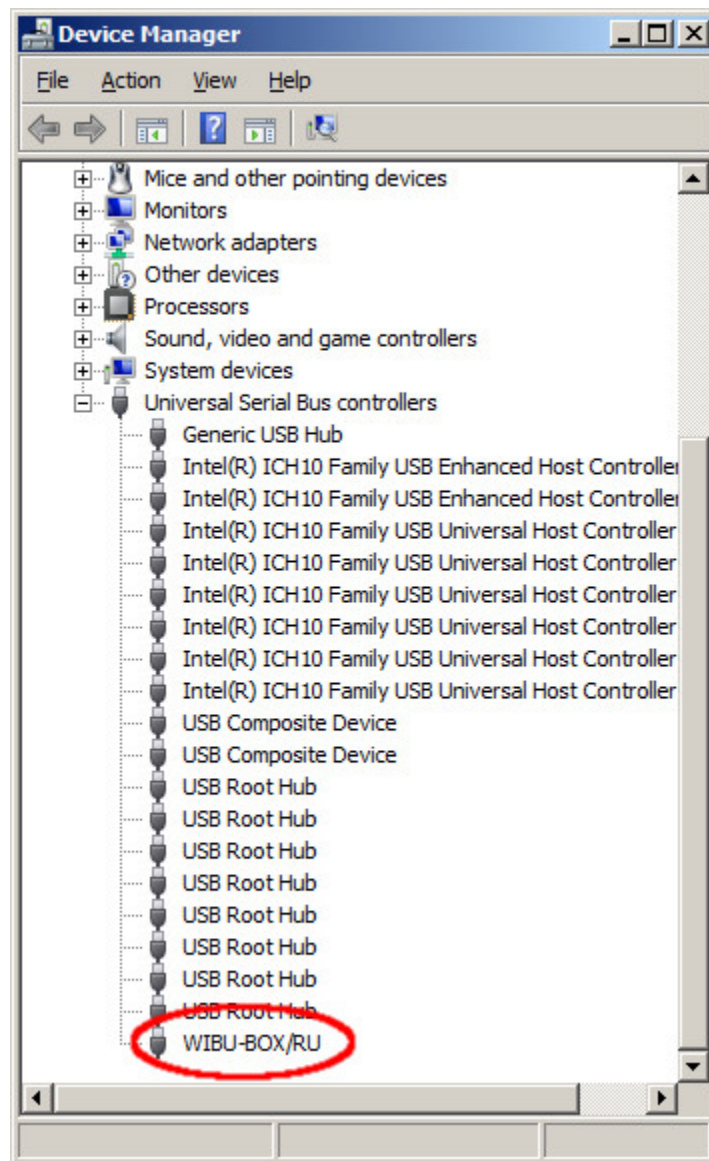 Device Manager
File Action View Help
Mice and other pointing devices
Monitors
Network adapters
Other devices
Processors
Sound, video and game controllers
System devices
Universal Serial Bus controllers
Generic USB Hub
Intel(R) ICH10 Family USB Enhanced Host Controller
Intel(R) ICH10 Family USB Enhanced Host Controller
Intel(R) ICH10 Family USB Universal Host Controller
Intel(R) ICH10 Family USB Universal Host Controller
Intel(R) ICH10 Family USB Universal Host Controller
Intel(R) ICH10 Family USB Universal Host Controller
Intel(R) ICH10 Family USB Universal Host Controller
Intel(R) ICH10 Family USB Universal Host Controller
USB Composite Device
USB Composite Device
USB Root Hub
USB Root Hub
USB Root Hub
USB Root Hub
USB Root Hub
USB Root Hub
USB Root Hub
USB Root Hub
WIBU-BOX/RU